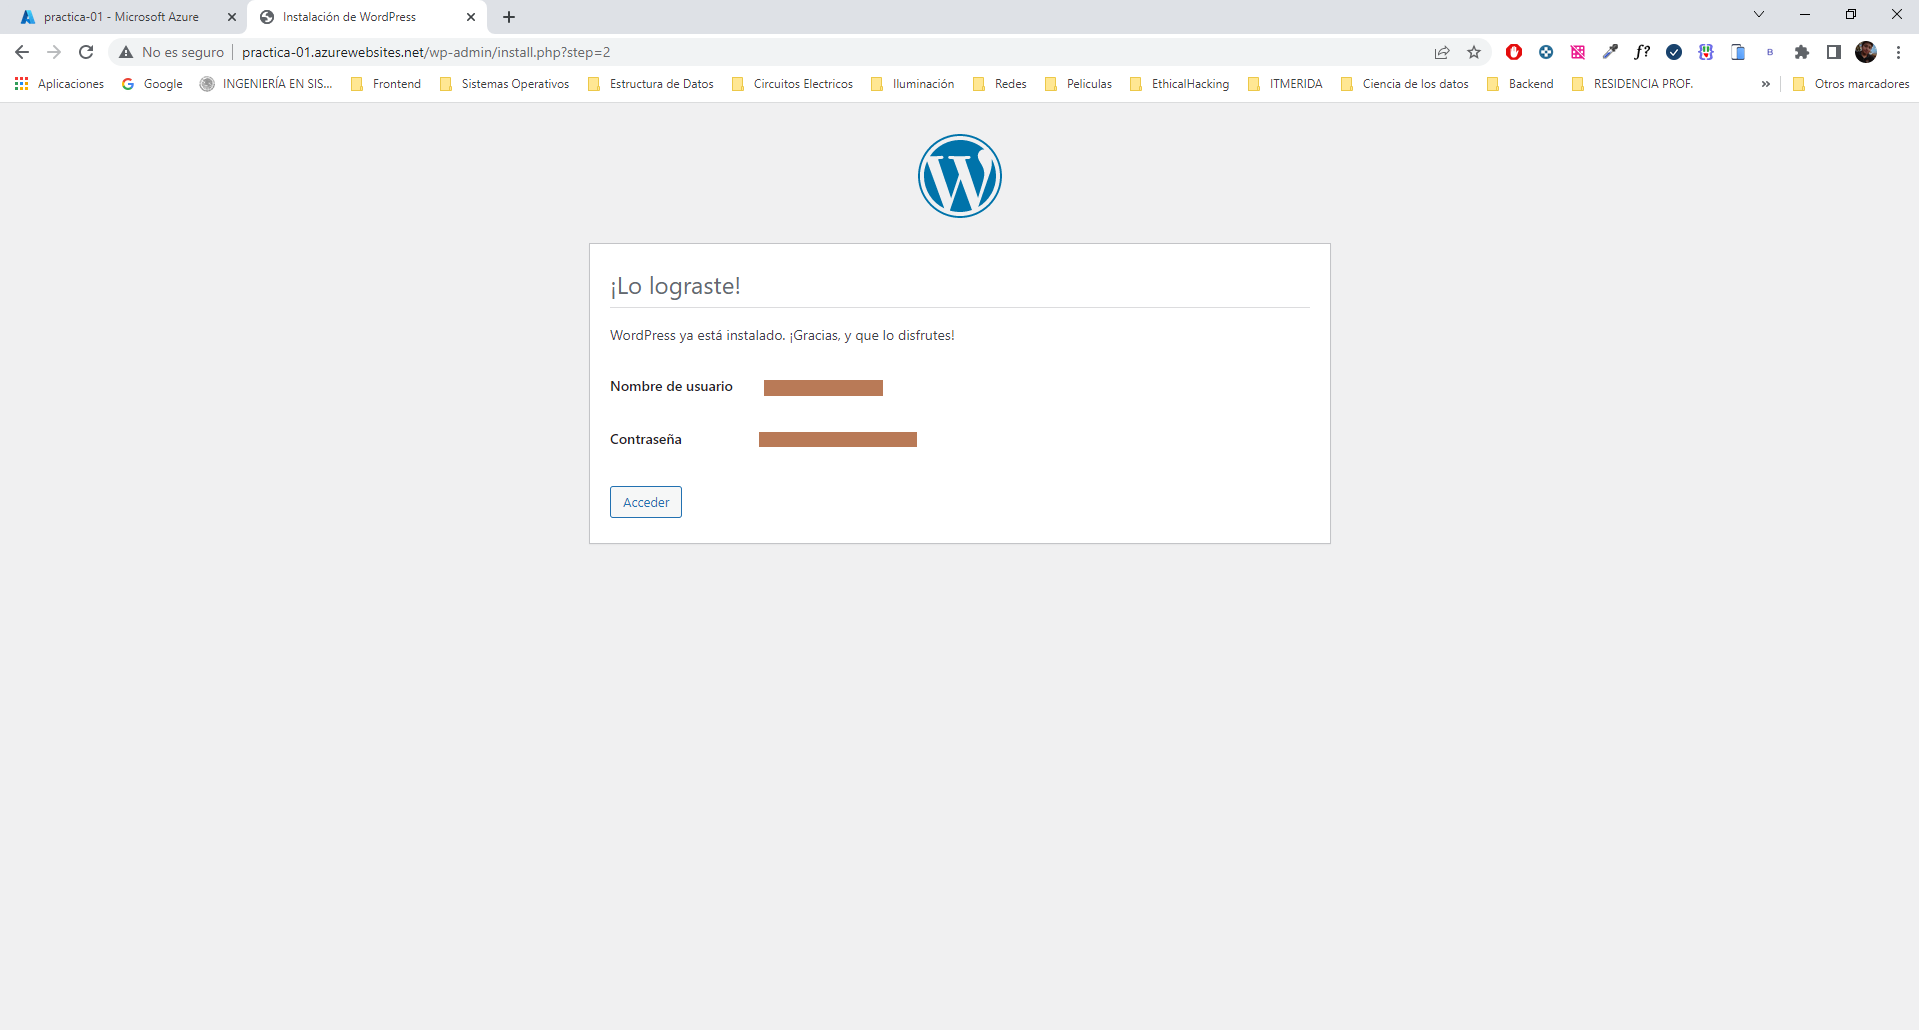 practica-01 - Microsoft Azure
Instalación de WordPress
No es seguro
practica-01.azurewebsites.net/wp-admin/install.php?step=2
f?
B
Aplicaciones
Google
INGENIERÍA EN SIS...
Frontend
Sistemas Operativos
Estructura de Datos
Circuitos Electricos
Iluminación
Redes
Peliculas
EthicalHacking
ITMERIDA
Ciencia de los datos
Backend
RESIDENCIA PROF.
»
Otros marcadores
W
¡Lo lograste!
WordPress ya está instalado. ¡Gracias, y que lo disfrutes!
Nombre de usuario
Contraseña
Acceder